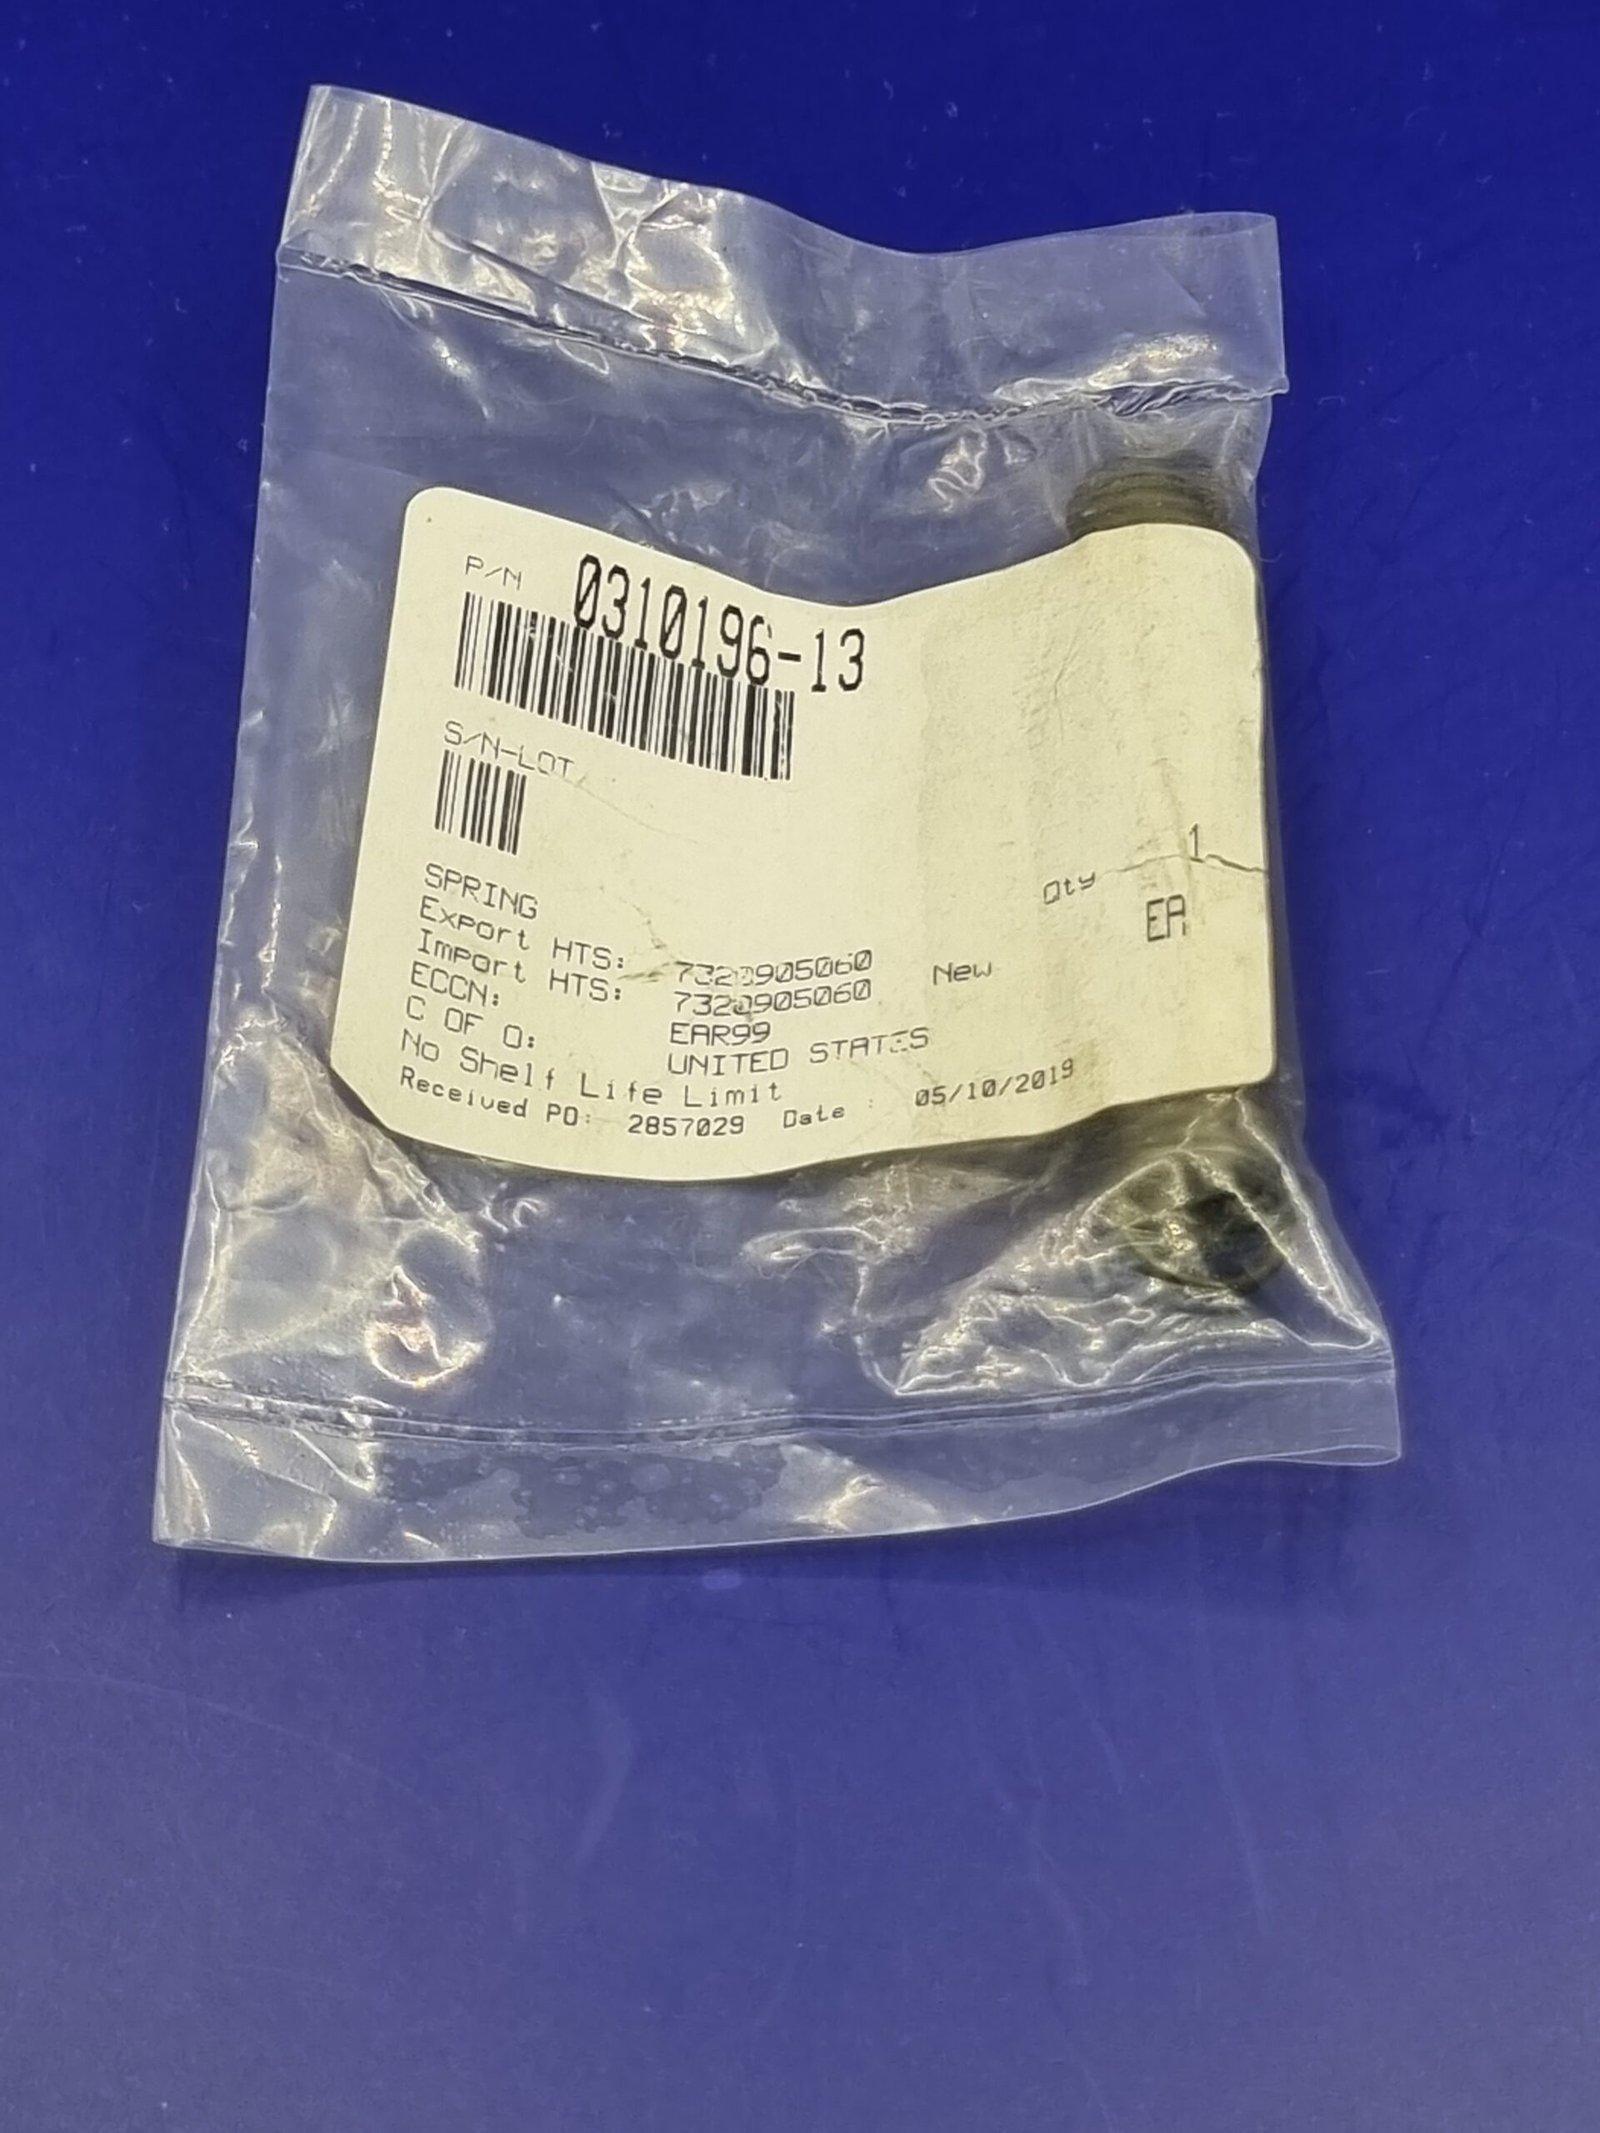 P/N 0310196-13
S/N-LOT
Qty 1
EA
SPRING
Export HTS: 7320905060
Import HTS: 7320905060 New
ECCN: EAR99
C OF O: UNITED STATES
No Shelf Life Limit
Received PO: 2857029 Date : 05/10/2019